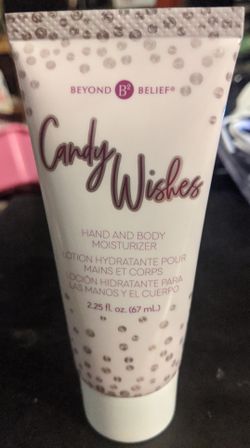 BEYOND B² BELIEF®
Candy
Wishes
HAND AND BODY
MOISTURIZER
LOTION HYDRATANTE POUR
MAINS ET CORPS
LOCIÓN HIDRATANTE PARA
LAS MANOS Y EL CUERPO
2.25 fl. oz. (67 mL)